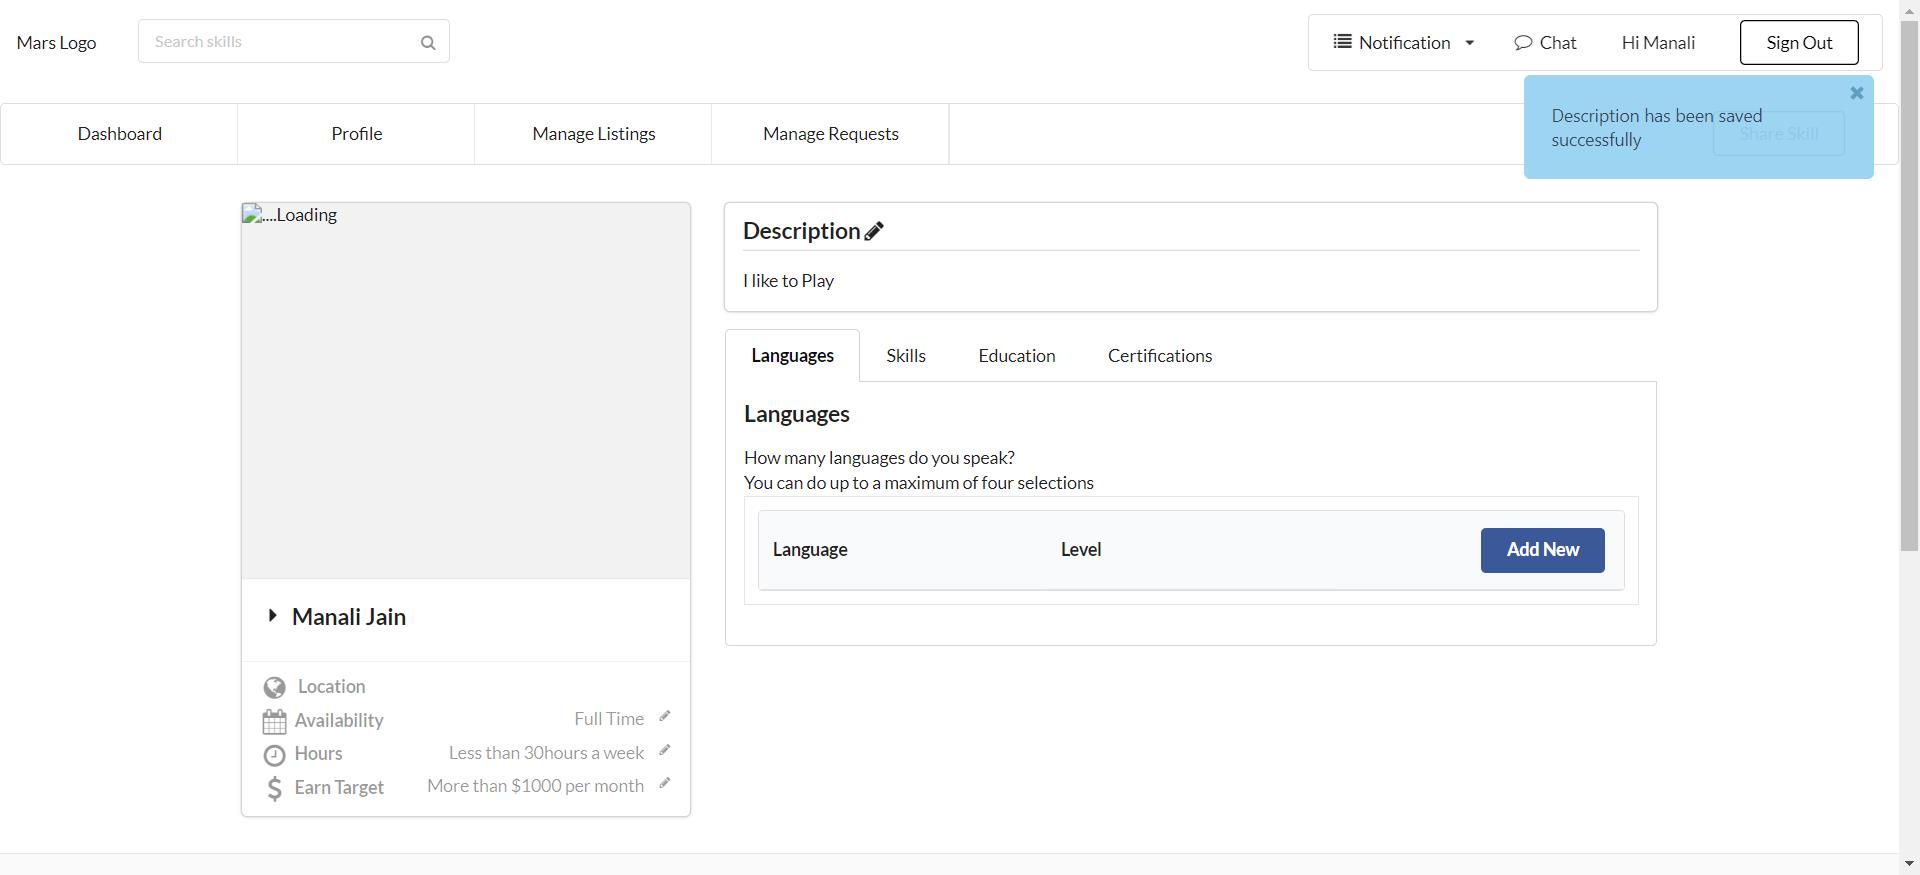 Mars Logo
Search skills
Notification
Chat
Hi Manali
Sign Out
Dashboard
Profile
Manage Listings
Manage Requests
Share Skill
Description has been saved
successfully
....Loading
Manali Jain
Location
Availability
Full Time
Hours
Less than 30hours a week
Earn Target
More than $1000 per month
Description
I like to Play
Languages
Skills
Education
Certifications
Languages
How many languages do you speak?
You can do up to a maximum of four selections
Language
Level
Add New